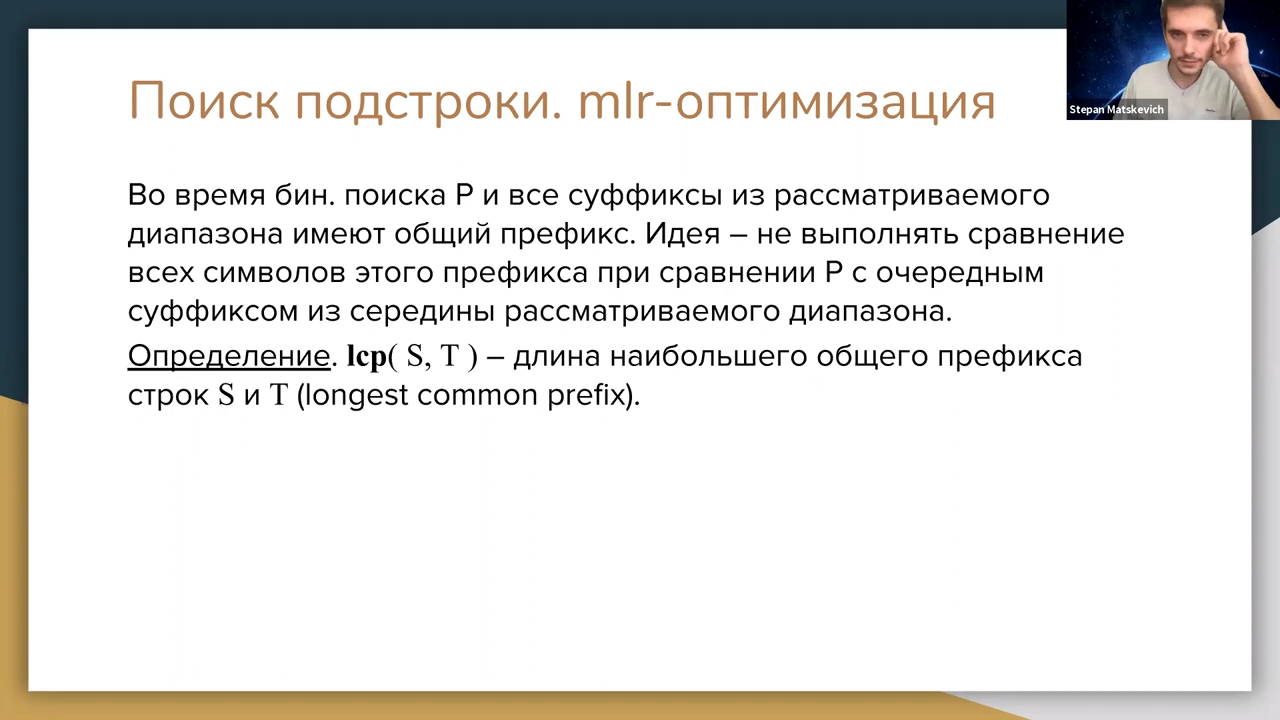 Поиск подстроки. mlr-оптимизация
Stepan Matskevich
Во время бин. поиска P и все суффиксы из рассматриваемого
диапазона имеют общий префикс. Идея – не выполнять сравнение
всех символов этого префикса при сравнении P с очередным
суффиксом из середины рассматриваемого диапазона.
Определение. lcp( S, T ) – длина наибольшего общего префикса
строк S и T (longest common prefix).